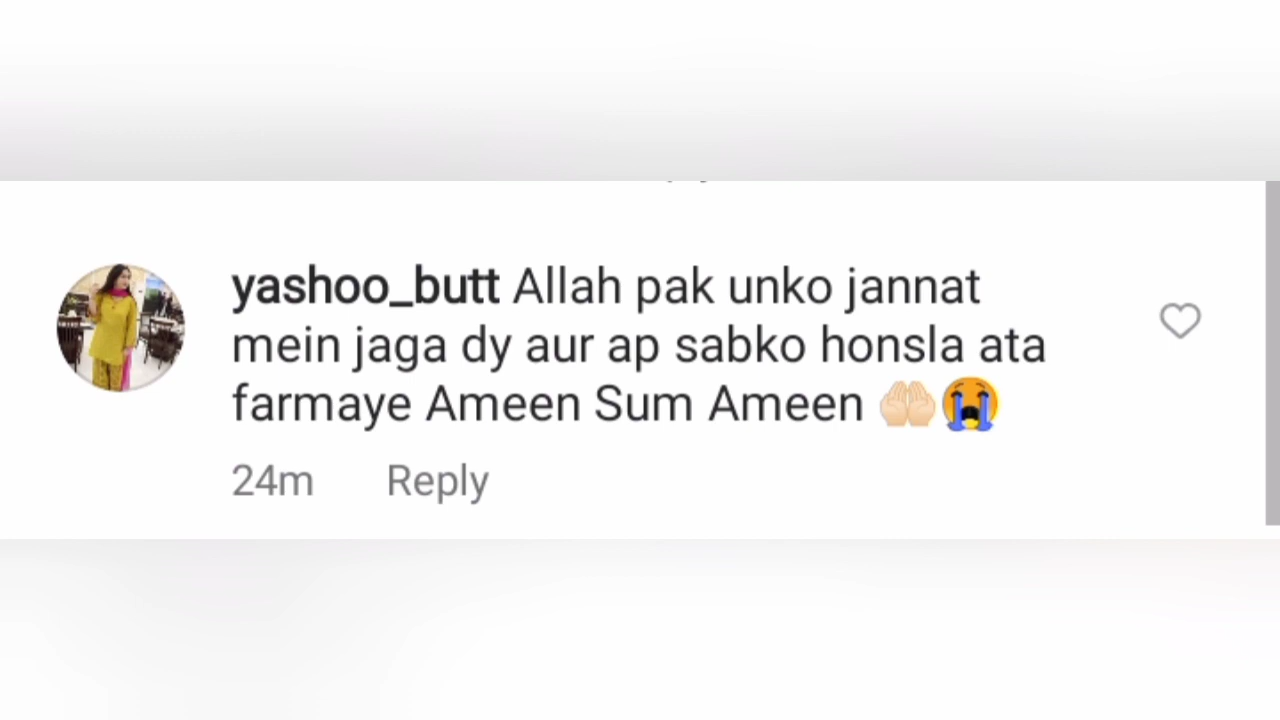 yashoo_butt Allah pak unko jannat
mein jaga dy aur ap sabko honsla ata
farmaye Ameen Sum Ameen 🤲🏻😭
24m Reply